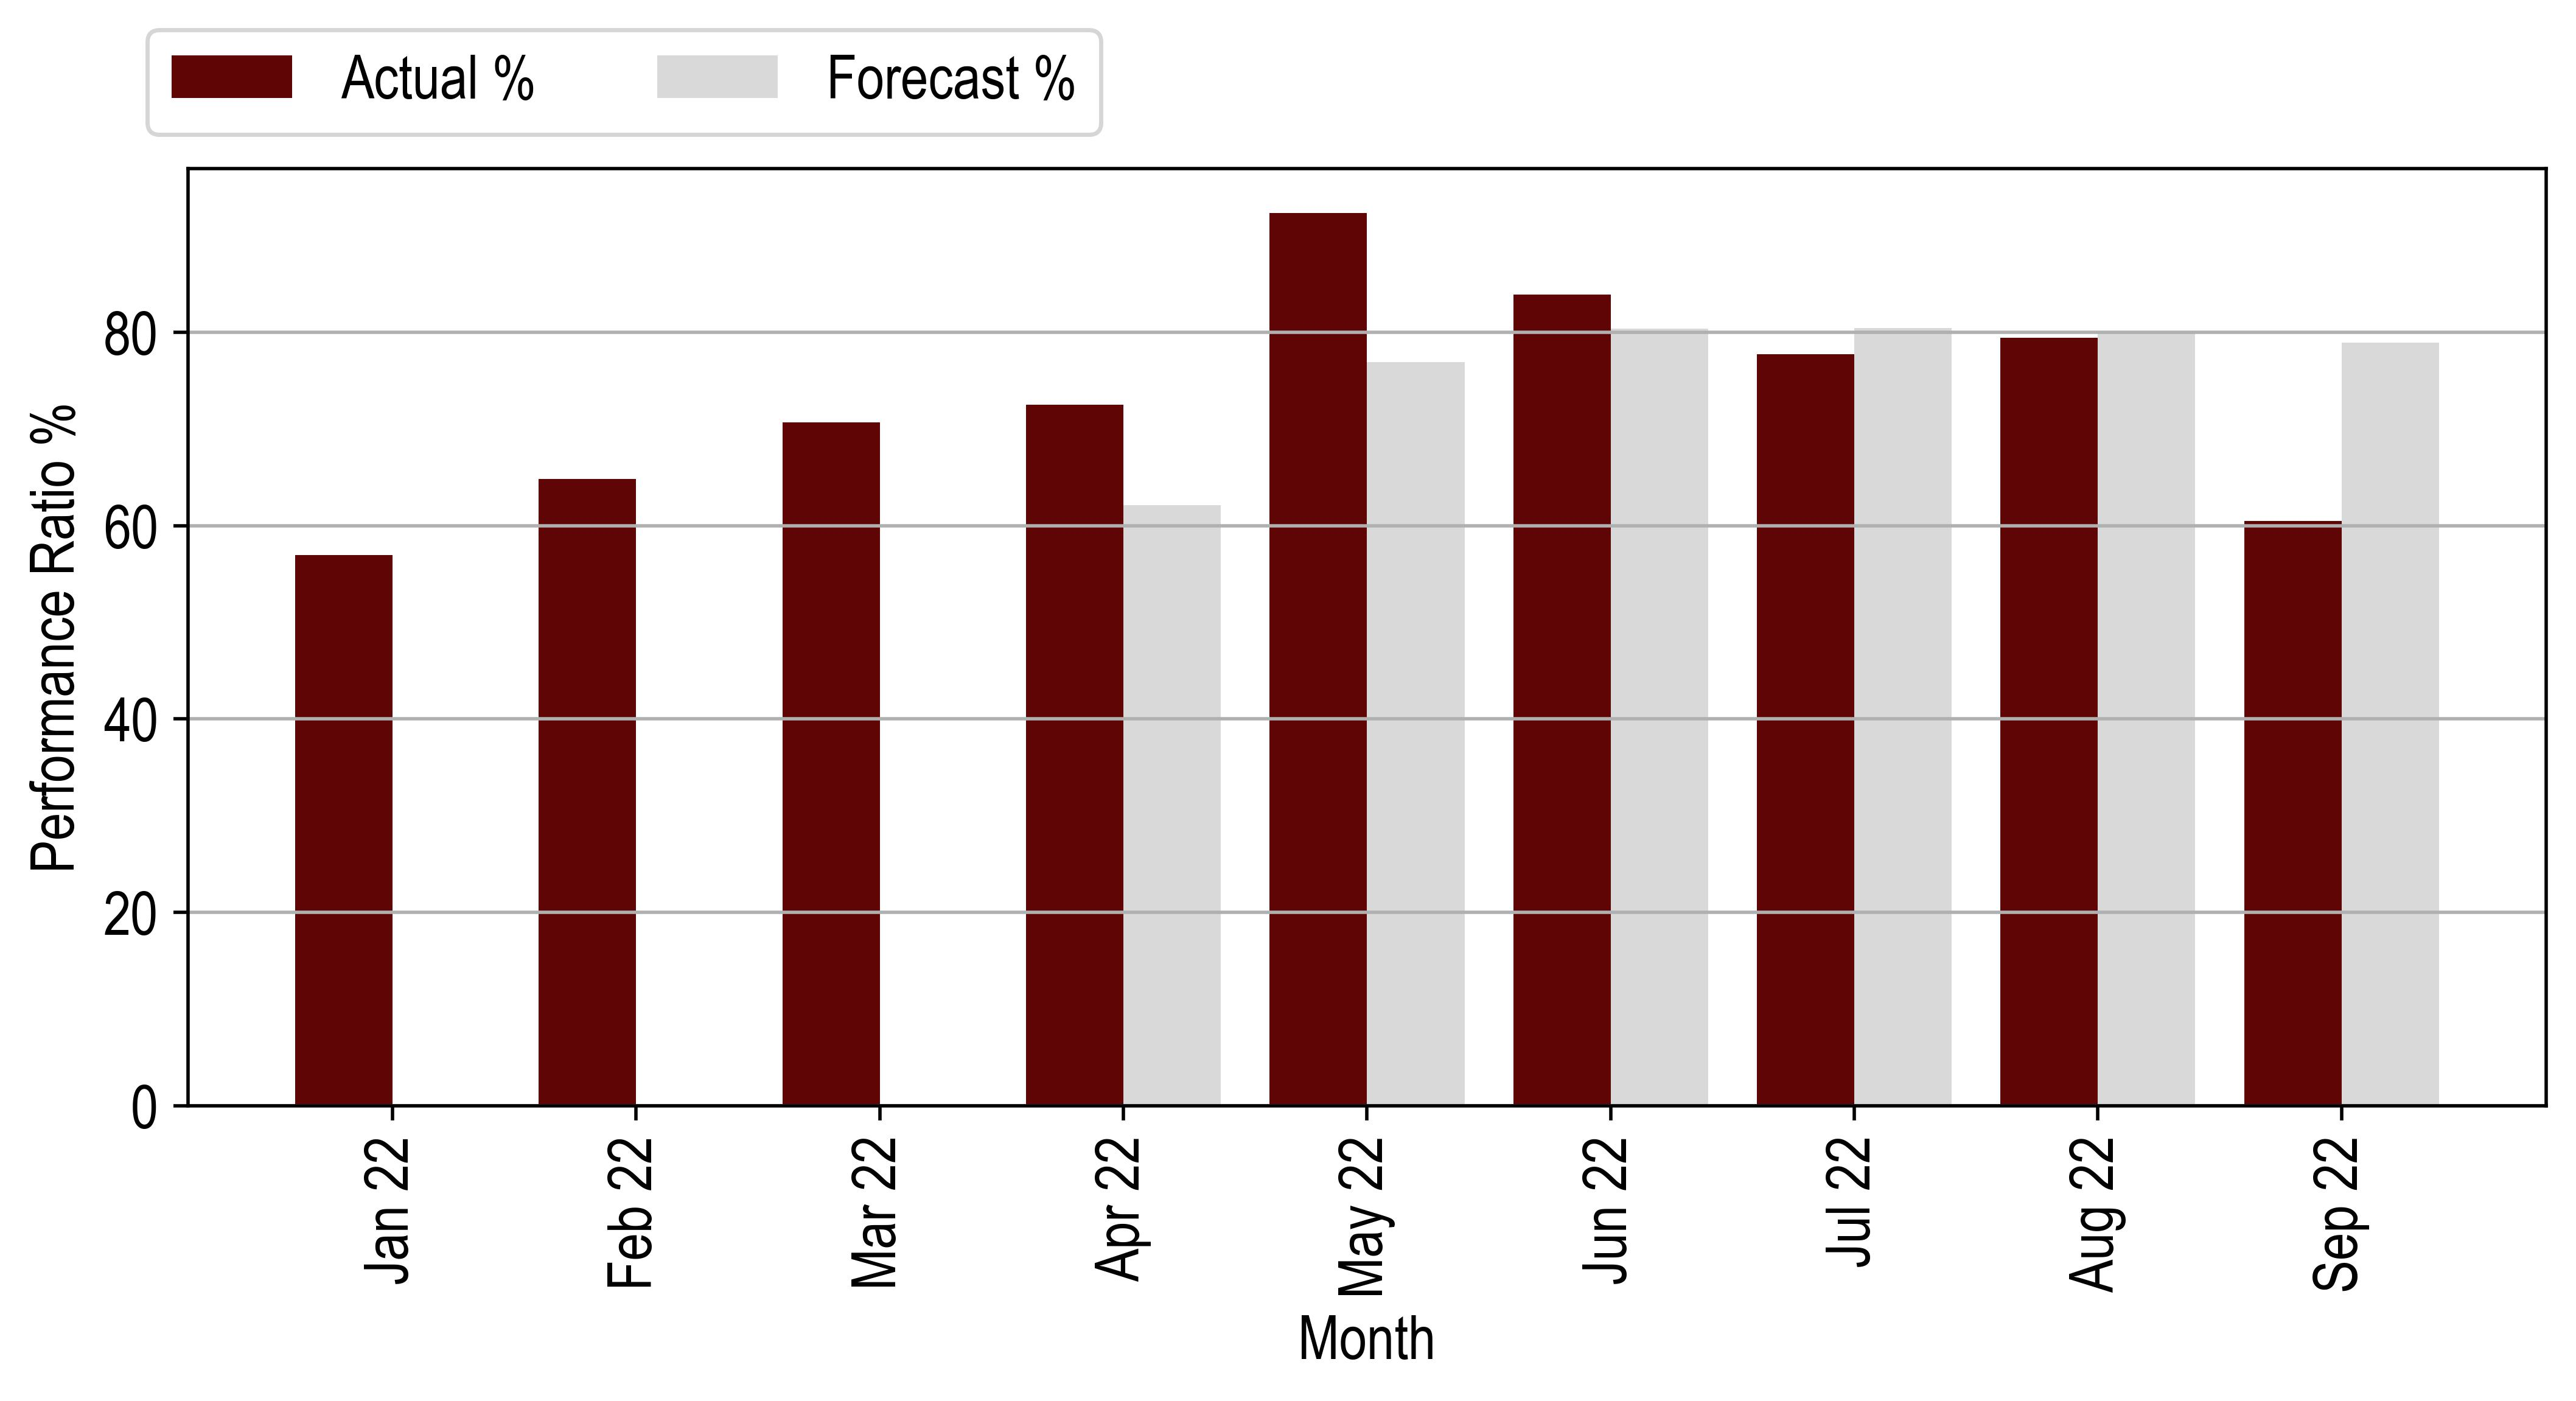 Actual % Forecast %
Performance Ratio %
80
60
40
20
0
Jan 22
Feb 22
Mar 22
Apr 22
May 22
Jun 22
Jul 22
Aug 22
Sep 22
Month